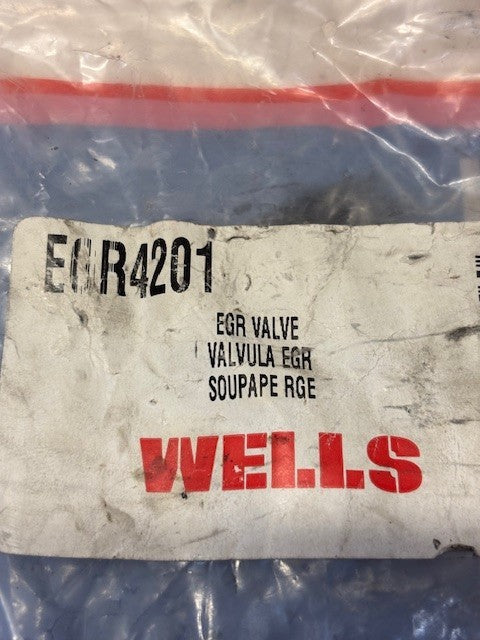 EGR4201
EGR VALVE
VALVULA EGR
SOUPAPE RGE
WELLS